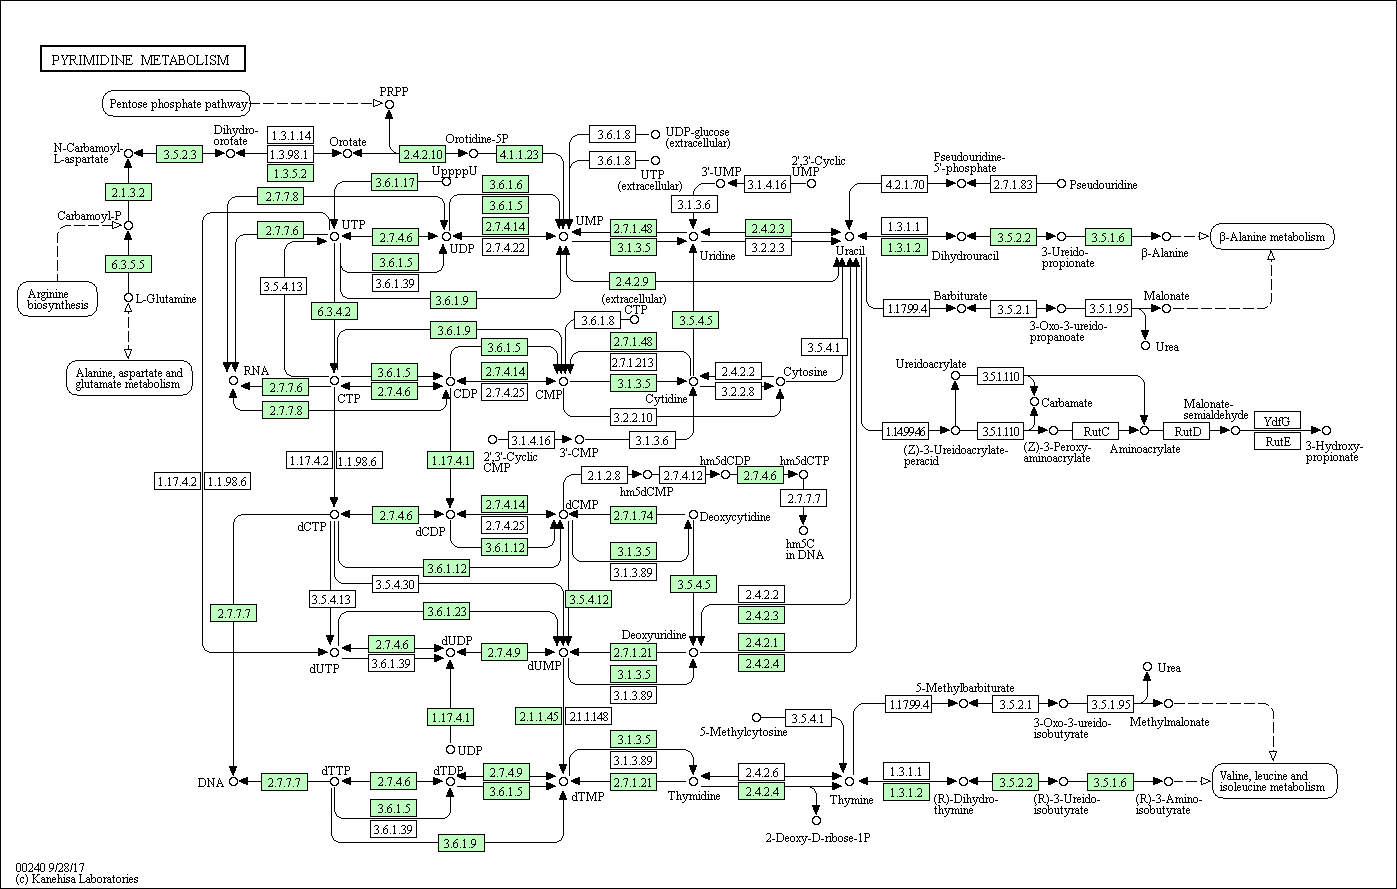 PYRIMIDINE METABOLISM
Pentose phosphate pathway
PRPP
N-Carbamoyl-
L-aspartate
3.5.2.3
Dihydro-
orotate
1.3.1.14
1.3.98.1
1.3.5.2
Orotate
2.4.2.10
Orotidine-5P
4.1.1.23
3.6.1.8
UDP-glucose
(extracellular)
3.6.1.8
UTP
(extracellular)
3'-UMP
3.1.4.16
2',3'-Cyclic
UMP
3.1.3.6
4.2.1.70
Pseudouridine-
5'-phosphate
2.7.1.83
Pseudouridine
2.1.3.2
Carbamoyl-P
6.3.5.5
L-Glutamine
Arginine
biosynthesis
Alanine, aspartate and
glutamate metabolism
UppppU
3.6.1.17
2.7.7.8
2.7.7.6
UTP
2.7.4.6
UDP
3.6.1.5
3.6.1.39
3.6.1.6
3.6.1.5
2.7.4.14
2.7.4.22
UMP
2.7.1.48
3.1.3.5
Uridine
2.4.2.3
3.2.2.3
Uracil
1.3.1.1
1.3.1.2
Dihydrouracil
3.5.2.2
3-Ureido-
propionate
3.5.1.6
β-Alanine
β-Alanine metabolism
3.5.4.13
3.6.1.9
6.3.4.2
2.4.2.9
(extracellular)
CTP
3.6.1.8
3.5.4.5
1.1.99.4
Barbiturate
3.5.2.1
3-Oxo-3-ureido-
propanoate
3.5.1.95
Malonate
Urea
3.6.1.9
3.6.1.5
2.7.4.14
2.7.4.25
2.7.1.48
2.7.1.213
3.1.3.5
3.5.4.1
RNA
2.7.7.6
2.7.7.8
CTP
3.6.1.5
2.7.4.6
CDP
CMP
Cytidine
2.4.2.2
3.2.2.8
Cytosine
3.2.2.10
Ureidoacrylate
3.5.1.110
Carbamate
1.14.99.46
(Z)-3-Ureidoacrylate-
peracid
3.5.1.110
(Z)-3-Peroxy-
aminoacrylate
RutC
Aminoacrylate
RutD
Malonate-
semialdehyde
YdfG
RutE
3-Hydroxy-
propionate
2',3'-Cyclic
CMP
3.1.4.16
3'-CMP
3.1.3.6
1.17.4.2
1.1.98.6
1.17.4.1
1.17.4.2
1.1.98.6
2.1.2.8
hm5dCMP
2.7.4.12
hm5dCDP
2.7.4.6
hm5dCTP
2.7.7.7
hm5C
in DNA
dCTP
2.7.4.6
dCDP
2.7.4.14
2.7.4.25
3.6.1.12
dCMP
2.7.1.74
Deoxycytidine
3.1.3.5
3.1.3.89
3.6.1.12
3.5.4.30
3.5.4.13
3.5.4.12
3.5.4.5
2.7.7.7
3.6.1.23
2.4.2.2
2.4.2.3
2.4.2.1
2.4.2.4
dUTP
2.7.4.6
3.6.1.39
dUDP
2.7.4.9
dUMP
2.7.1.21
Deoxyuridine
3.1.3.5
3.1.3.89
1.17.4.1
UDP
2.1.1.45
2.1.1.148
5-Methylcytosine
3.5.4.1
1.1.99.4
5-Methylbarbiturate
3.5.2.1
3-Oxo-3-ureido-
isobutyrate
3.5.1.95
Urea
Methylmalonate
DNA
2.7.7.7
dTTP
2.7.4.6
3.6.1.5
3.6.1.39
3.6.1.9
dTDP
2.7.4.9
3.6.1.5
dTMP
3.1.3.5
3.1.3.89
2.7.1.21
Thymidine
2.4.2.6
2.4.2.4
2-Deoxy-D-ribose-1P
Thymine
1.3.1.1
1.3.1.2
(R)-Dihydro-
thymine
3.5.2.2
(R)-3-Ureido-
isobutyrate
3.5.1.6
(R)-3-Amino-
isobutyrate
Valine, leucine and
isoleucine metabolism
00240 9/28/17
(c) Kanehisa Laboratories